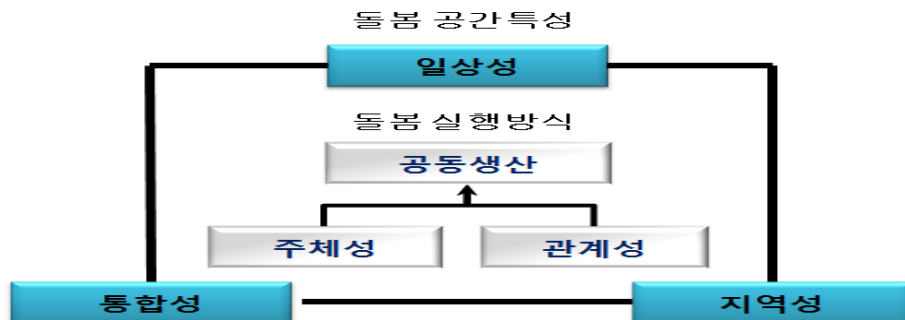 돌봄 공간특성
일상성
돌봄 실행방식
공동생산
주체성 관계성
통합성 지역성